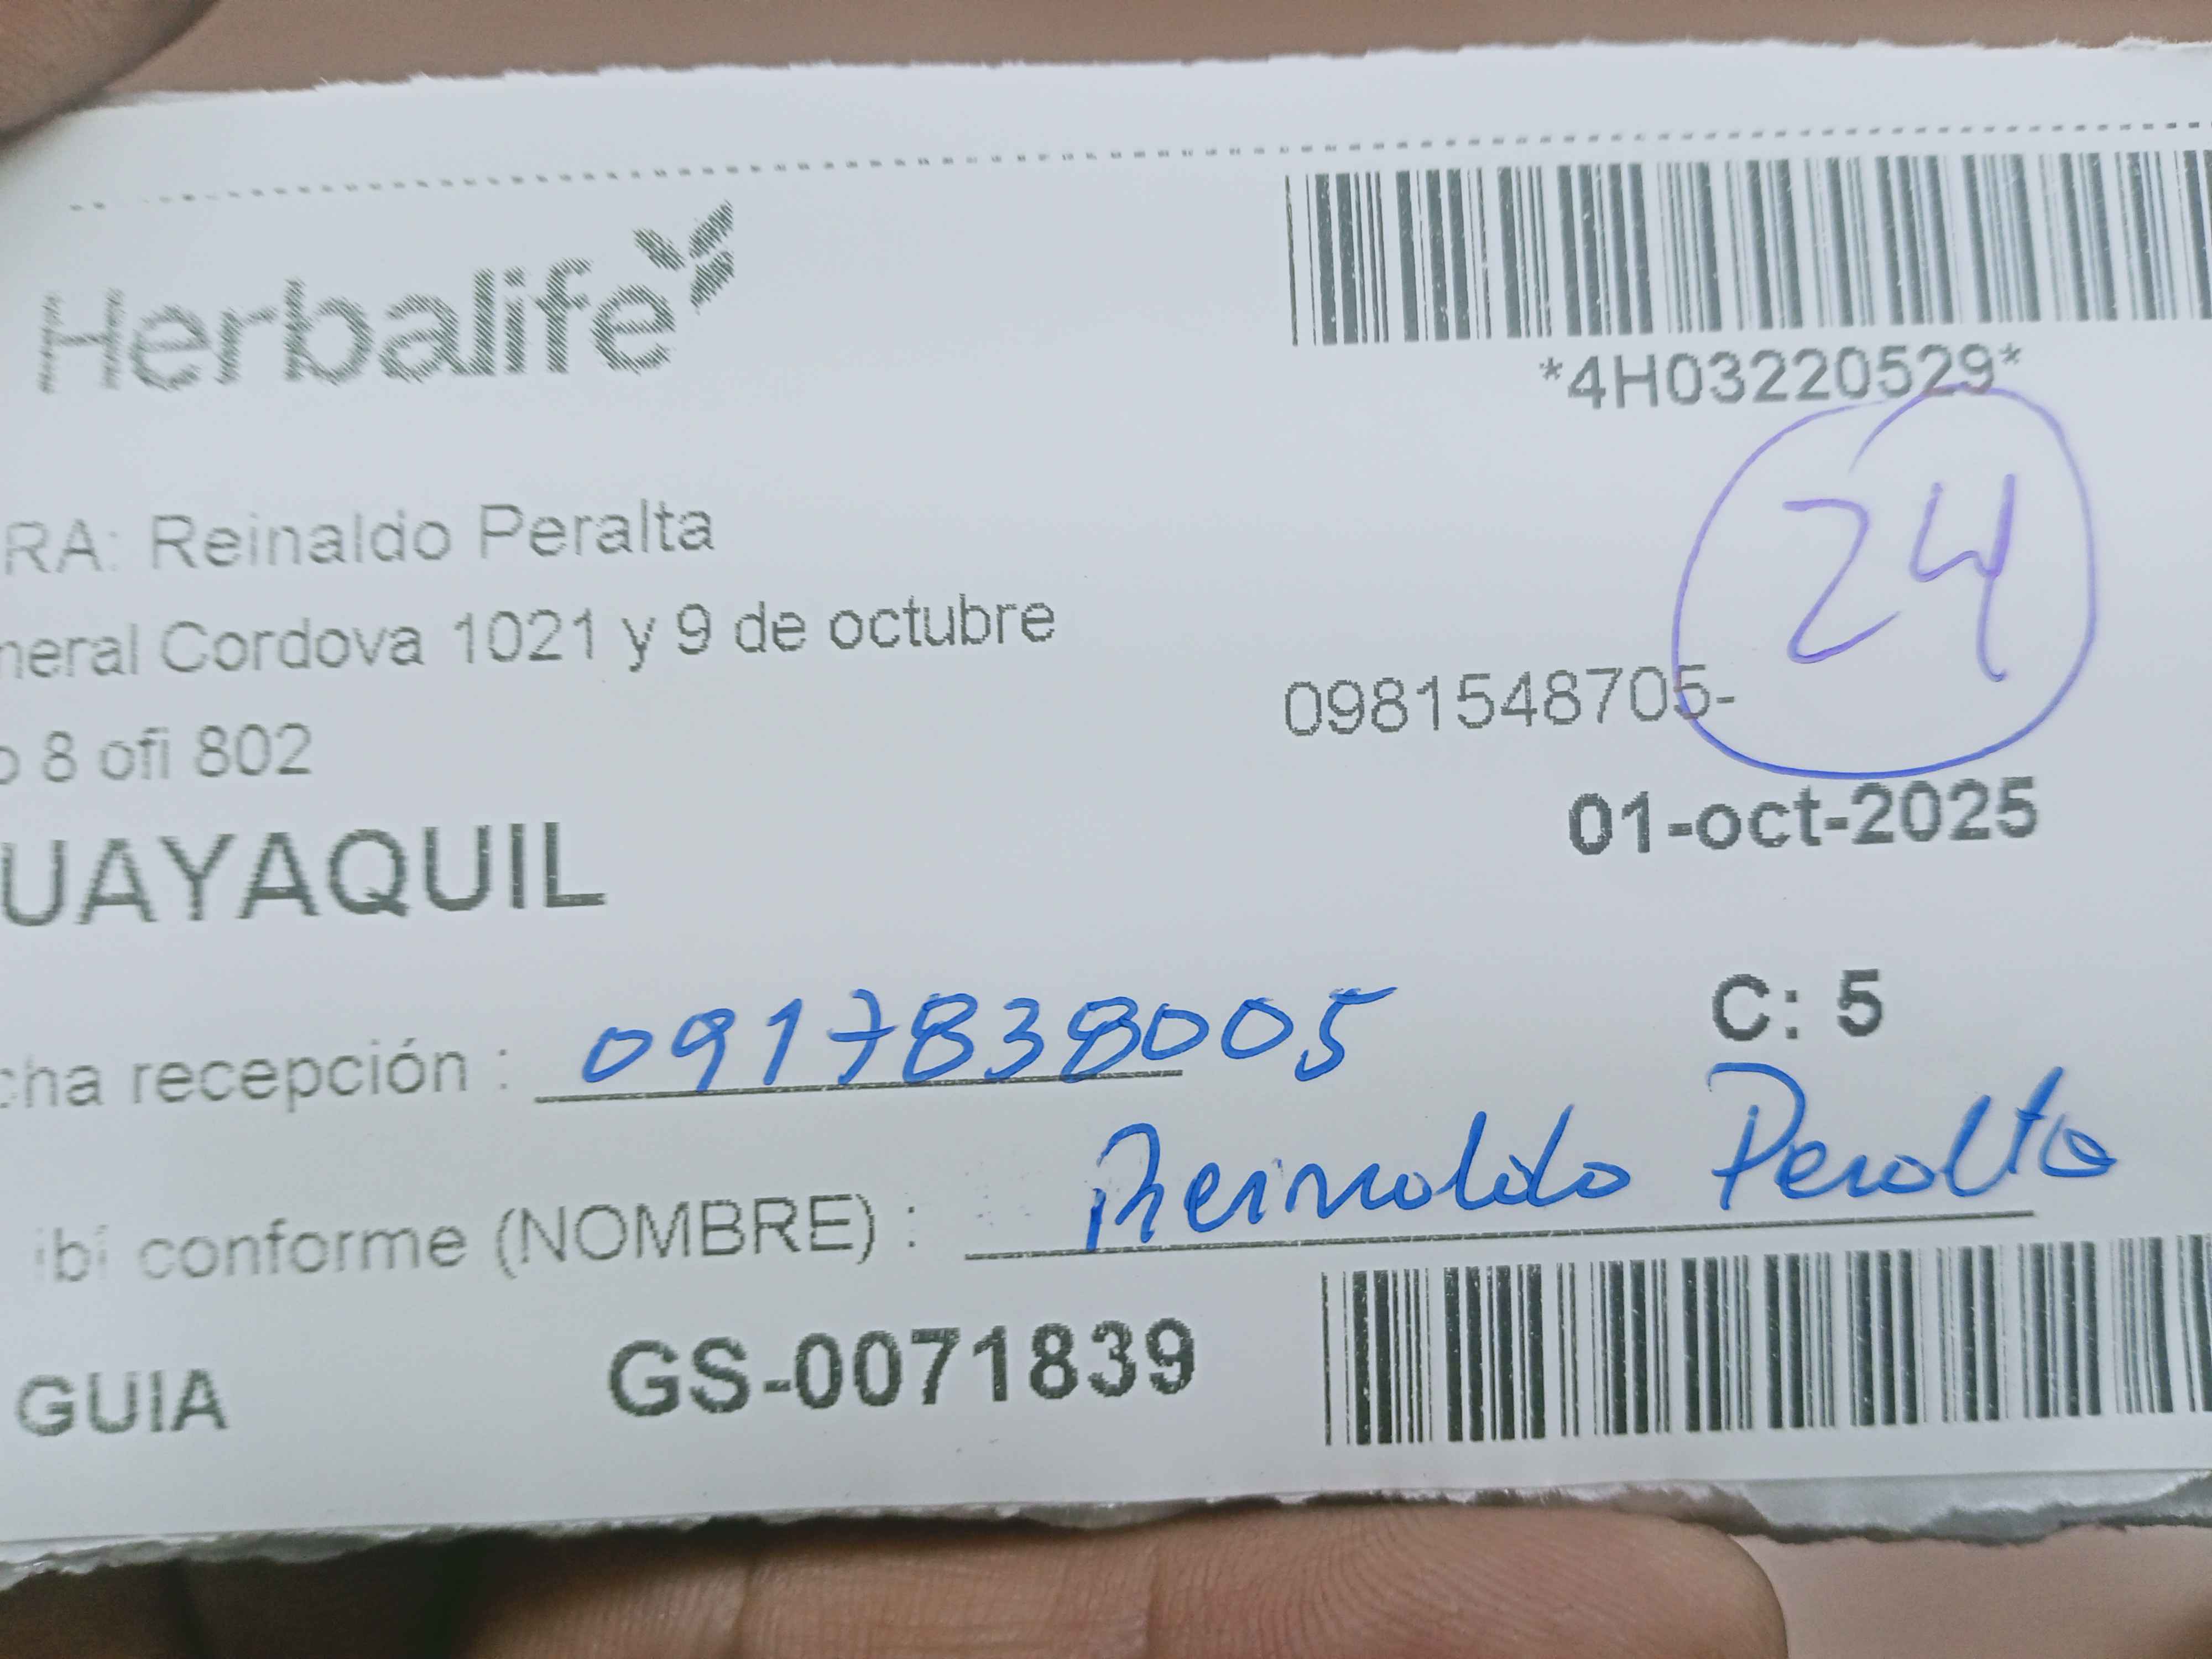 Herbalife
*4H03220529*
24
RA: Reinaldo Peralta
neral Cordova 1021 y 9 de octubre
0981548705-
o 8 ofi 802
01-oct-2025
UAYAQUIL
C: 5
cha recepción : 0917838005
ibí conforme (NOMBRE) : Reinaldo Peralta
GUIA GS-0071839